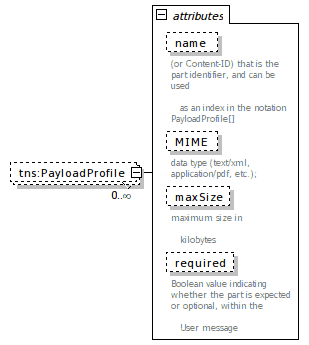 attributes
name
(or Content-ID) that is the
part identifier, and can be
used
as an index in the notation
PayloadProfile[]
MIME
data type (text/xml,
application/pdf, etc.);
tns:PayloadProfile
0..∞
maxSize
maximum size in
kilobytes
required
Boolean value indicating
whether the part is expected
or optional, within the
User message